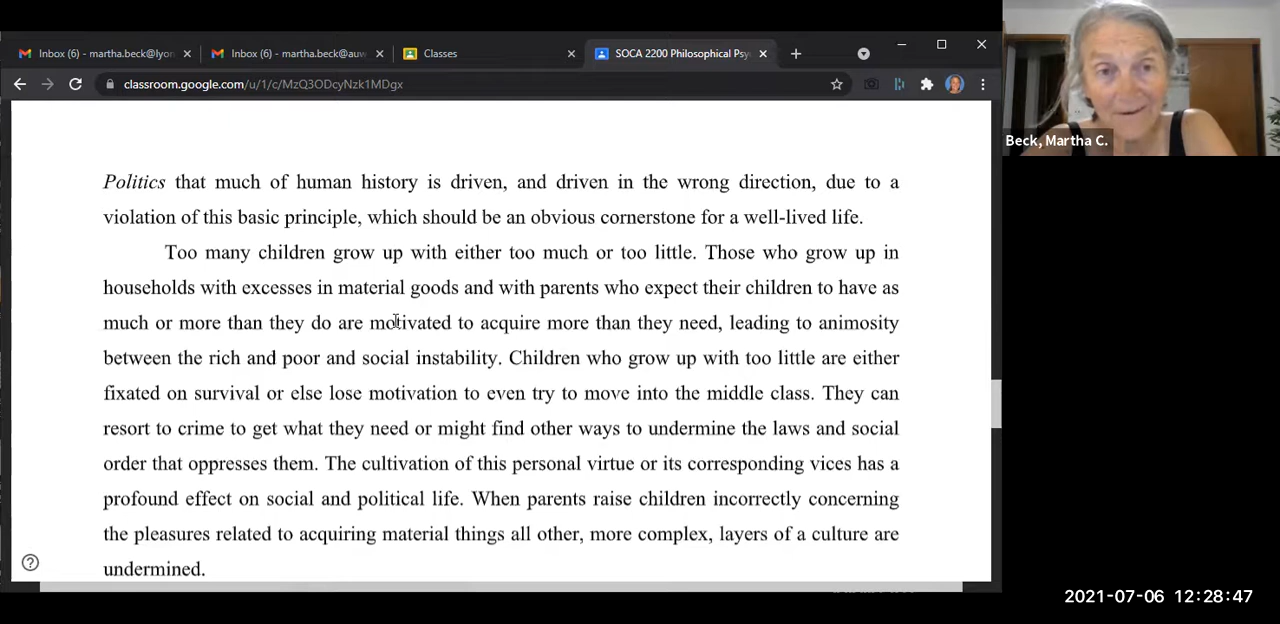 Inbox (6) - martha.beck@lyon
Inbox (6) - martha.beck@auw
Classes
SOCA 2200 Philosophical Psy
classroom.google.com/u/1/c/MzQ3ODcyNzk1MDgx
Beck, Martha C.
Politics that much of human history is driven, and driven in the wrong direction, due to a
violation of this basic principle, which should be an obvious cornerstone for a well-lived life.
Too many children grow up with either too much or too little. Those who grow up in
households with excesses in material goods and with parents who expect their children to have as
much or more than they do are motivated to acquire more than they need, leading to animosity
between the rich and poor and social instability. Children who grow up with too little are either
fixated on survival or else lose motivation to even try to move into the middle class. They can
resort to crime to get what they need or might find other ways to undermine the laws and social
order that oppresses them. The cultivation of this personal virtue or its corresponding vices has a
profound effect on social and political life. When parents raise children incorrectly concerning
the pleasures related to acquiring material things all other, more complex, layers of a culture are
undermined.
2021-07-06 12:28:47